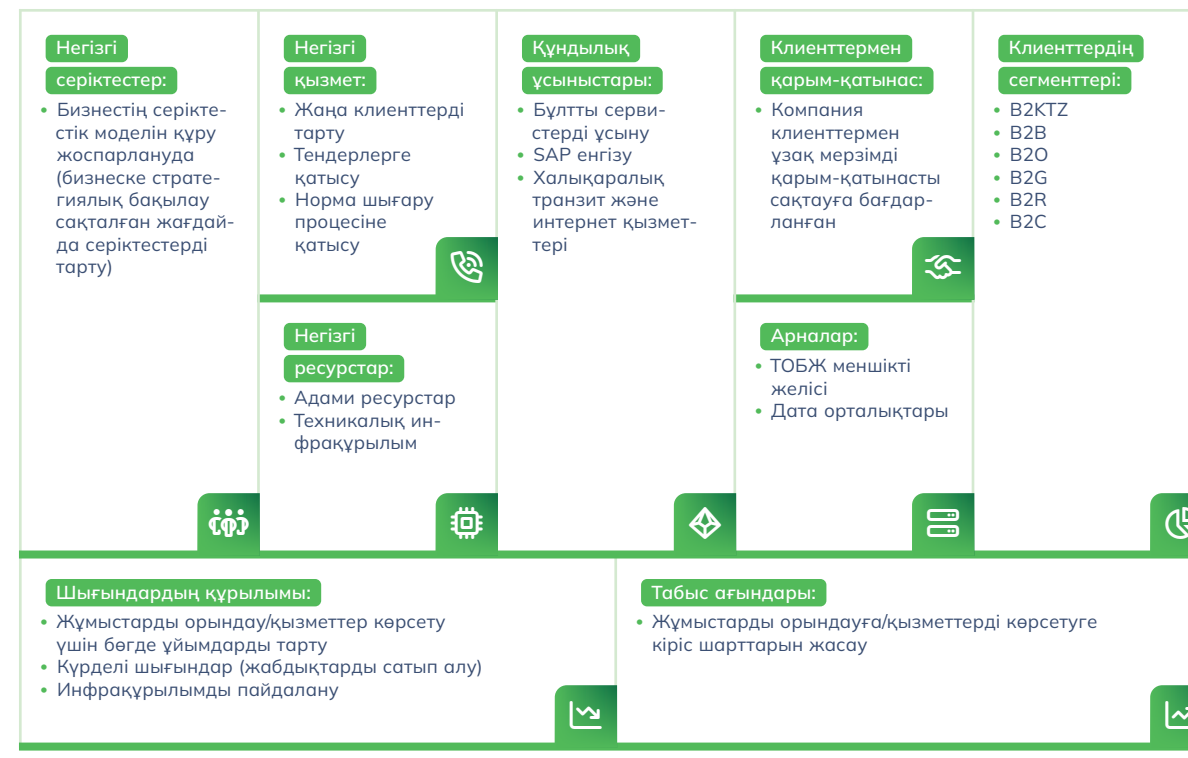 Негізгі
серіктестер:
• Бизнестің серікте-
стік моделін құру
жоспарлануда
(бизнеске страте-
гиялық бақылау
сақталған жағдай-
да серіктестерді
тарту)
Негізгі
қызмет:
• Жаңа клиенттерді
тарту
• Тендерлерге
қатысу
• Норма шығару
процесіне
қатысу
Негізгі
ресурстар:
• Адами ресурстар
• Техникалық ин-
фрақұрылым
Құндылық
ұсыныстары:
• Бұлтты серви-
стерді ұсыну
• SAP енгізу
• Халықаралық
транзит және
интернет қызмет-
тері
Клиенттермен
қарым-қатынас:
• Компания
клиенттермен
ұзақ мерзімді
қарым-қатынасты
сақтауға бағдар-
ланған
Арналар:
• ТОБЖ меншікті
желісі
• Дата орталықтары
Клиенттердің
сегменттері:
• B2KTZ
• B2B
• B2O
• B2G
• B2R
• B2C
Шығындардың құрылымы:
• Жұмыстарды орындау/қызметтер көрсету
үшін бөгде ұйымдарды тарту
• Күрделі шығындар (жабдықтарды сатып алу)
• Инфрақұрылымды пайдалану
Табыс ағындары:
• Жұмыстарды орындауға/қызметтерді көрсетуге
кіріс шарттарын жасау